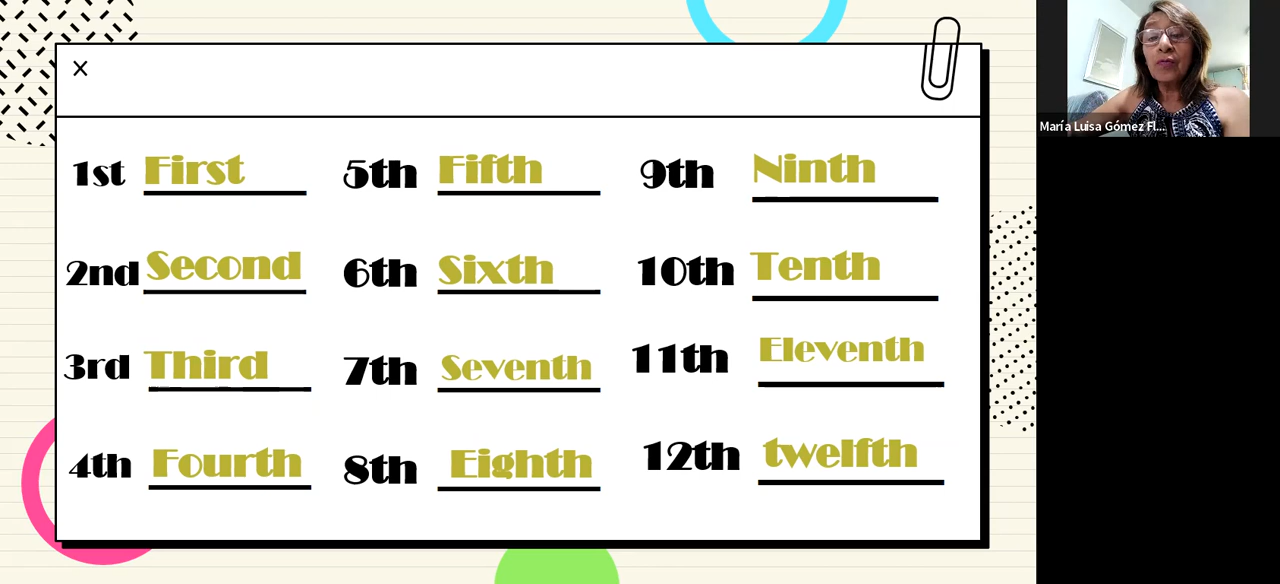 X
1st First
2nd Second
3rd Third
4th Fourth
5th Fifth
6th Sixth
7th Seventh
8th Eighth
9th Ninth
10th Tenth
11th Eleventh
12th twelfth
María Luisa Gómez Fl...